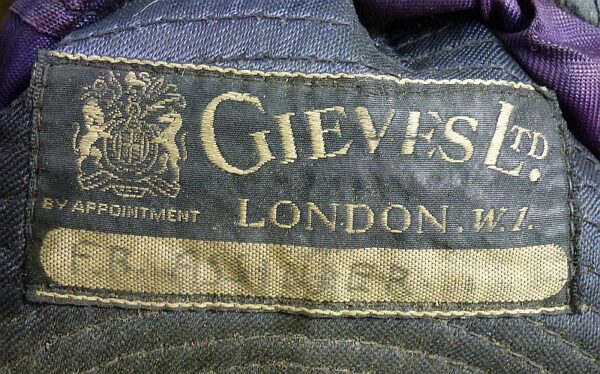 GIEVES LTD.
BY APPOINTMENT
LONDON. W.1.